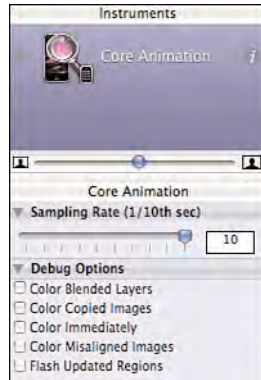 Instruments
Core Animation
i
Core Animation
Sampling Rate (1/10th sec)
10
Debug Options
Color Blended Layers
Color Copied Images
Color Immediately
Color Misaligned Images
Flash Updated Regions